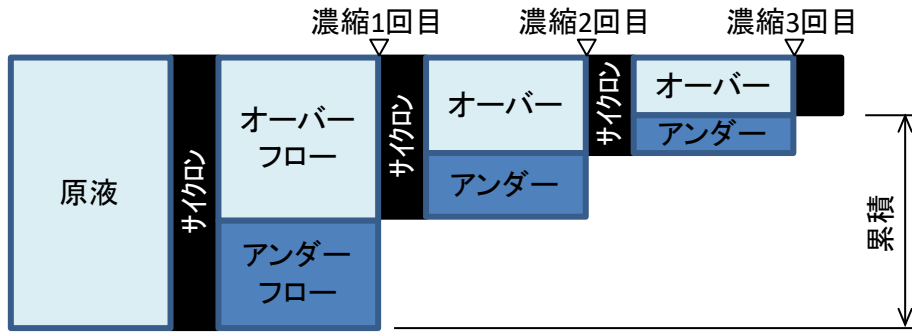 濃縮1回目
濃縮2回目
濃縮3回目
原液
サイクロン
オーバー
フロー
アンダー
フロー
サイクロン
オーバー
アンダー
サイクロン
オーバー
アンダー
累積